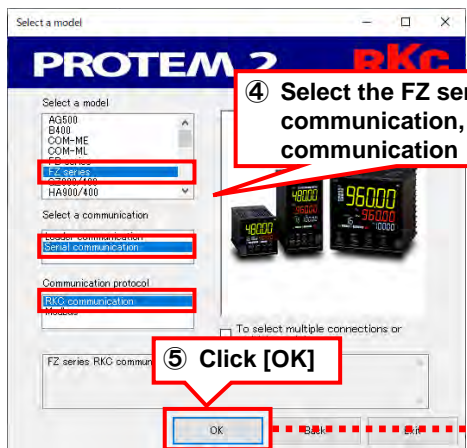 Select a model
PROTEM 2
RKC
Select a model
AG500
B400
COM-ME
COM-ML
FB series
FZ series
HA900/400
④ Select the FZ ser
communication,
communication
Select a communication
Loader communication
Serial communication
Communication protocol
RKC communication
Modbus
To select multiple connections or
FZ series RKC commun
⑤ Click [OK]
OK
Back
Exit